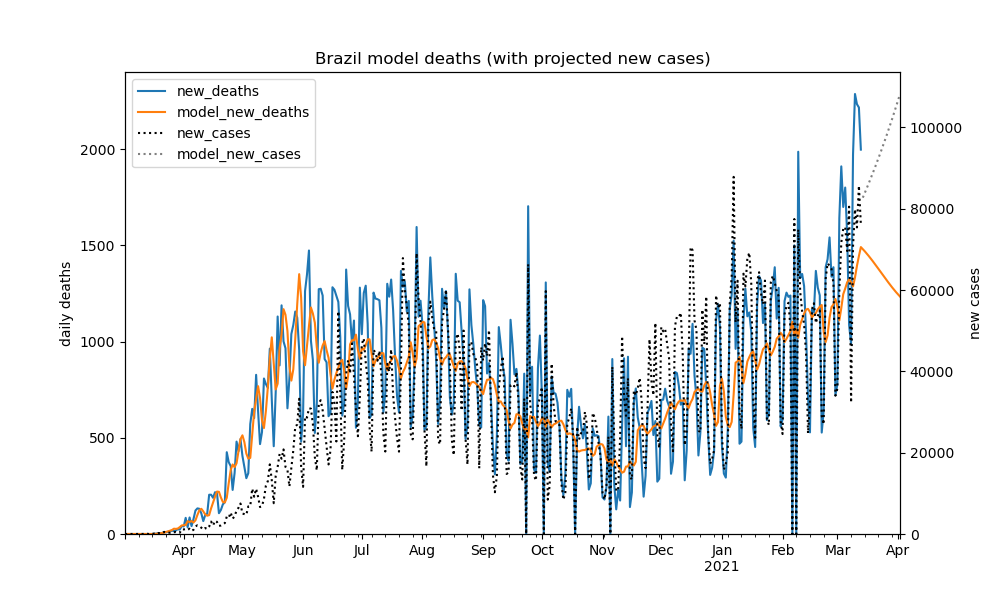 Brazil model deaths (with projected new cases)
new_deaths
model_new_deaths
new_cases
model_new_cases
daily deaths
2000
1500
1000
500
0
new cases
100000
80000
60000
40000
20000
0
Apr May Jun Jul Aug Sep Oct Nov Dec Jan Feb Mar Apr
2021